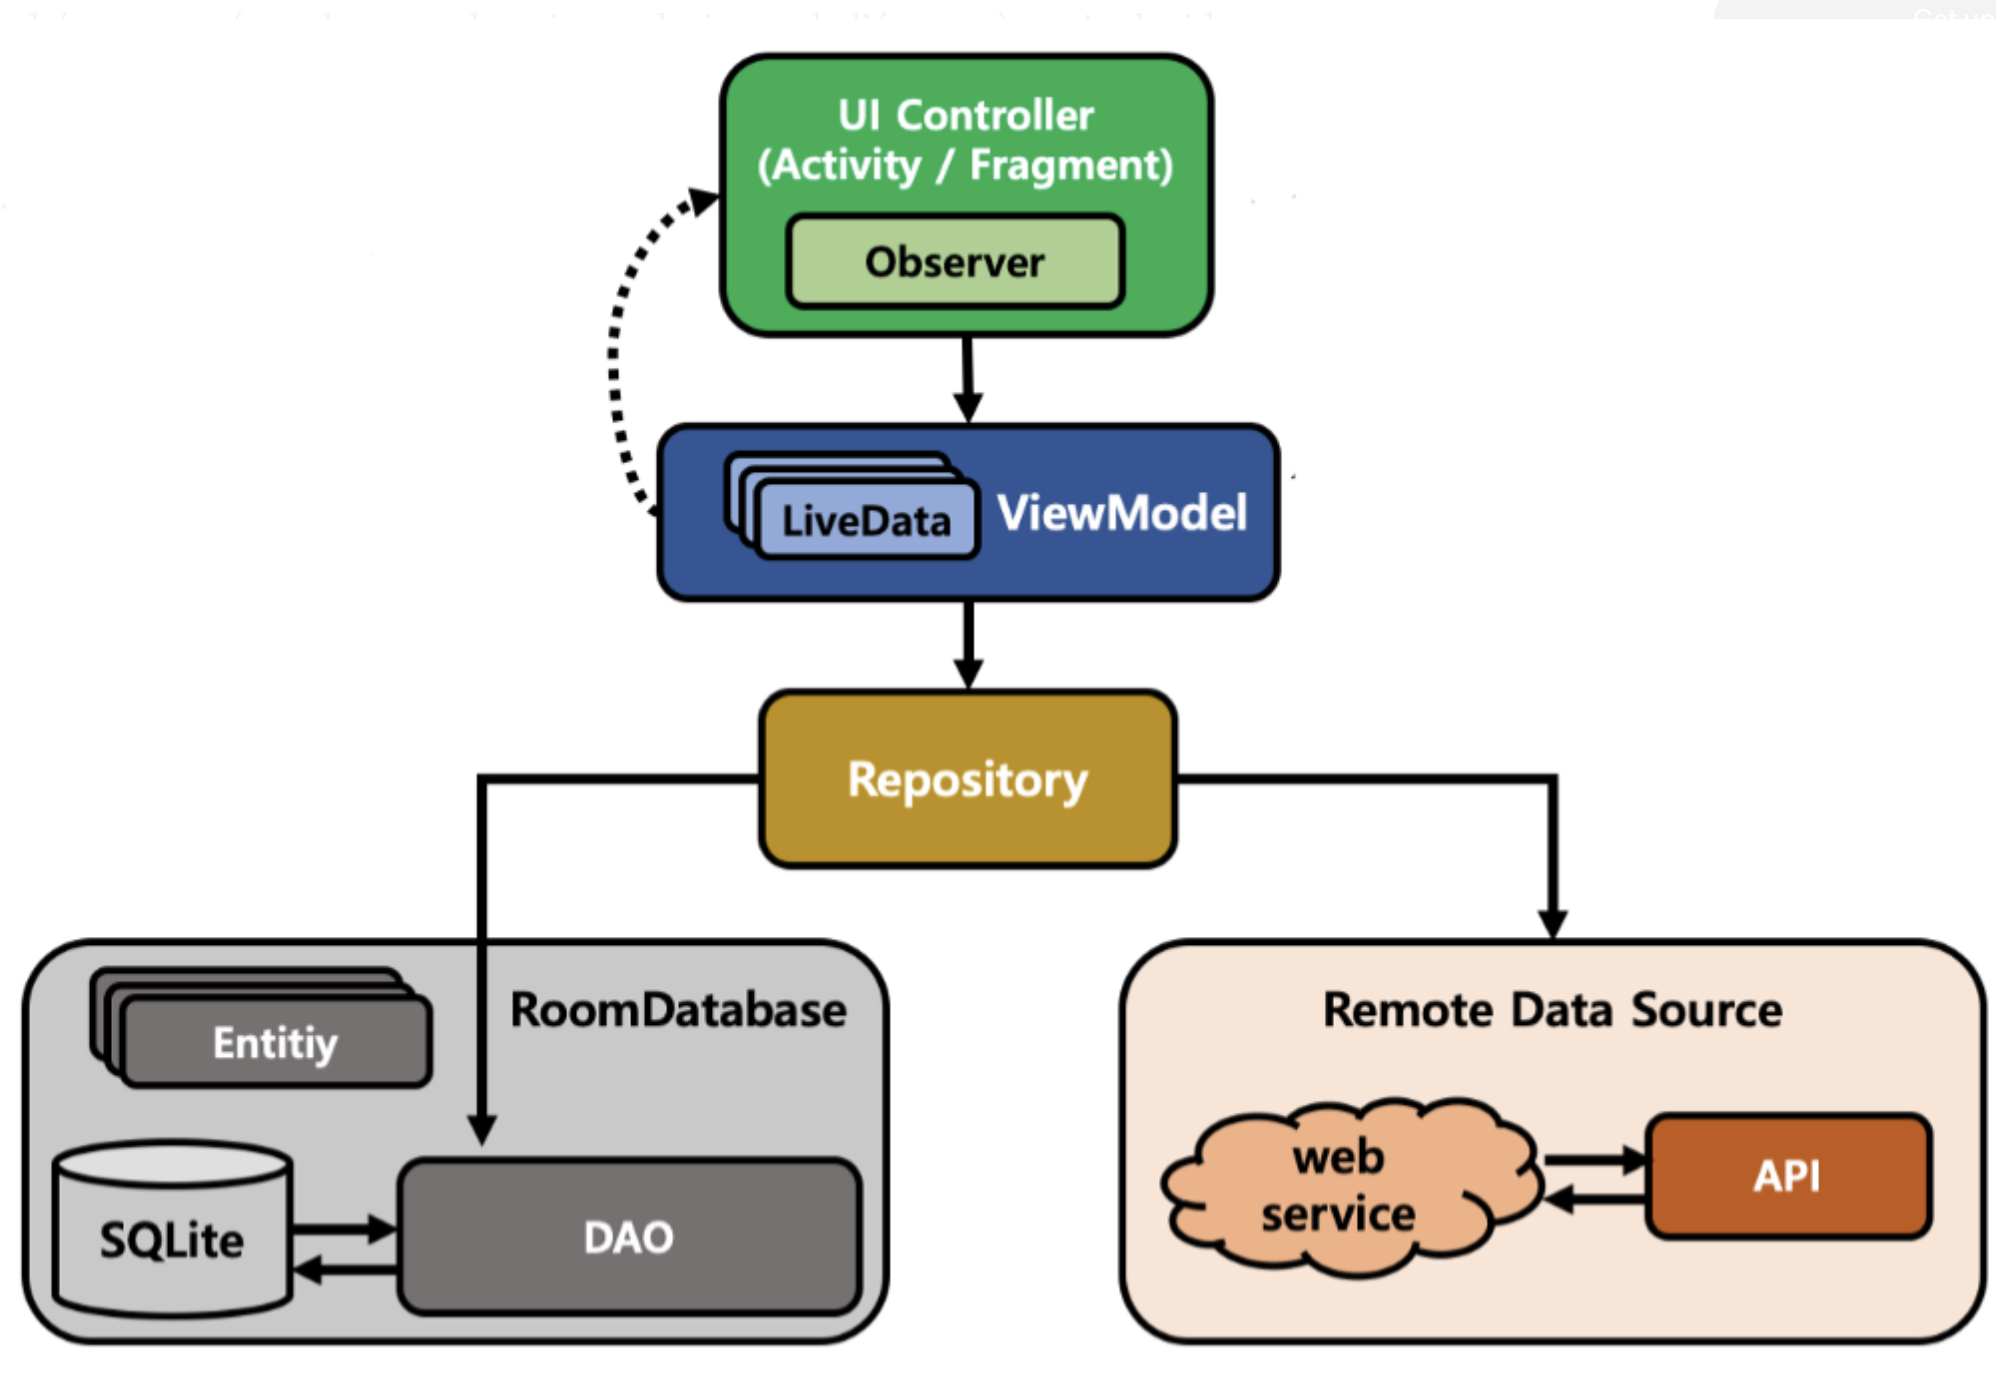 UI Controller
(Activity / Fragment)
Observer
LiveData
ViewModel
Repository
Entitiy
RoomDatabase
SQLite
DAO
Remote Data Source
web
service
API